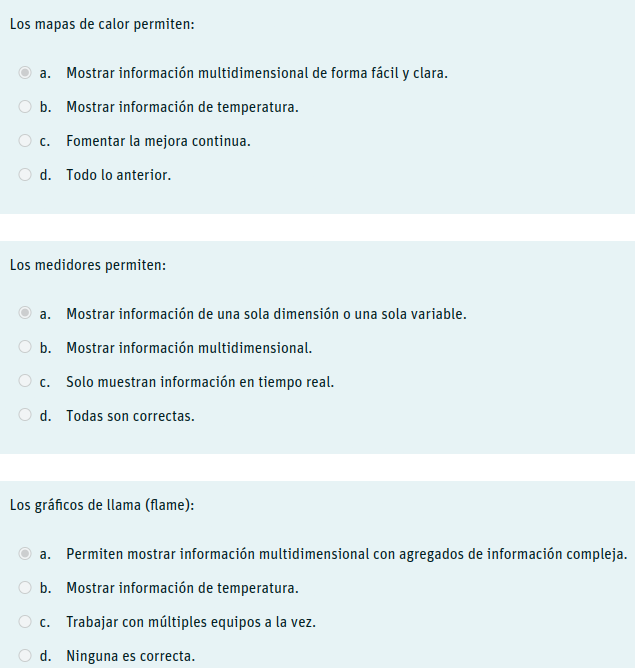 Los mapas de calor permiten:
a. Mostrar información multidimensional de forma fácil y clara.
b. Mostrar información de temperatura.
c. Fomentar la mejora continua.
d. Todo lo anterior.
Los medidores permiten:
a. Mostrar información de una sola dimensión o una sola variable.
b. Mostrar información multidimensional.
c. Solo muestran información en tiempo real.
d. Todas son correctas.
Los gráficos de llama (flame):
a. Permiten mostrar información multidimensional con agregados de información compleja.
b. Mostrar información de temperatura.
c. Trabajar con múltiples equipos a la vez.
d. Ninguna es correcta.